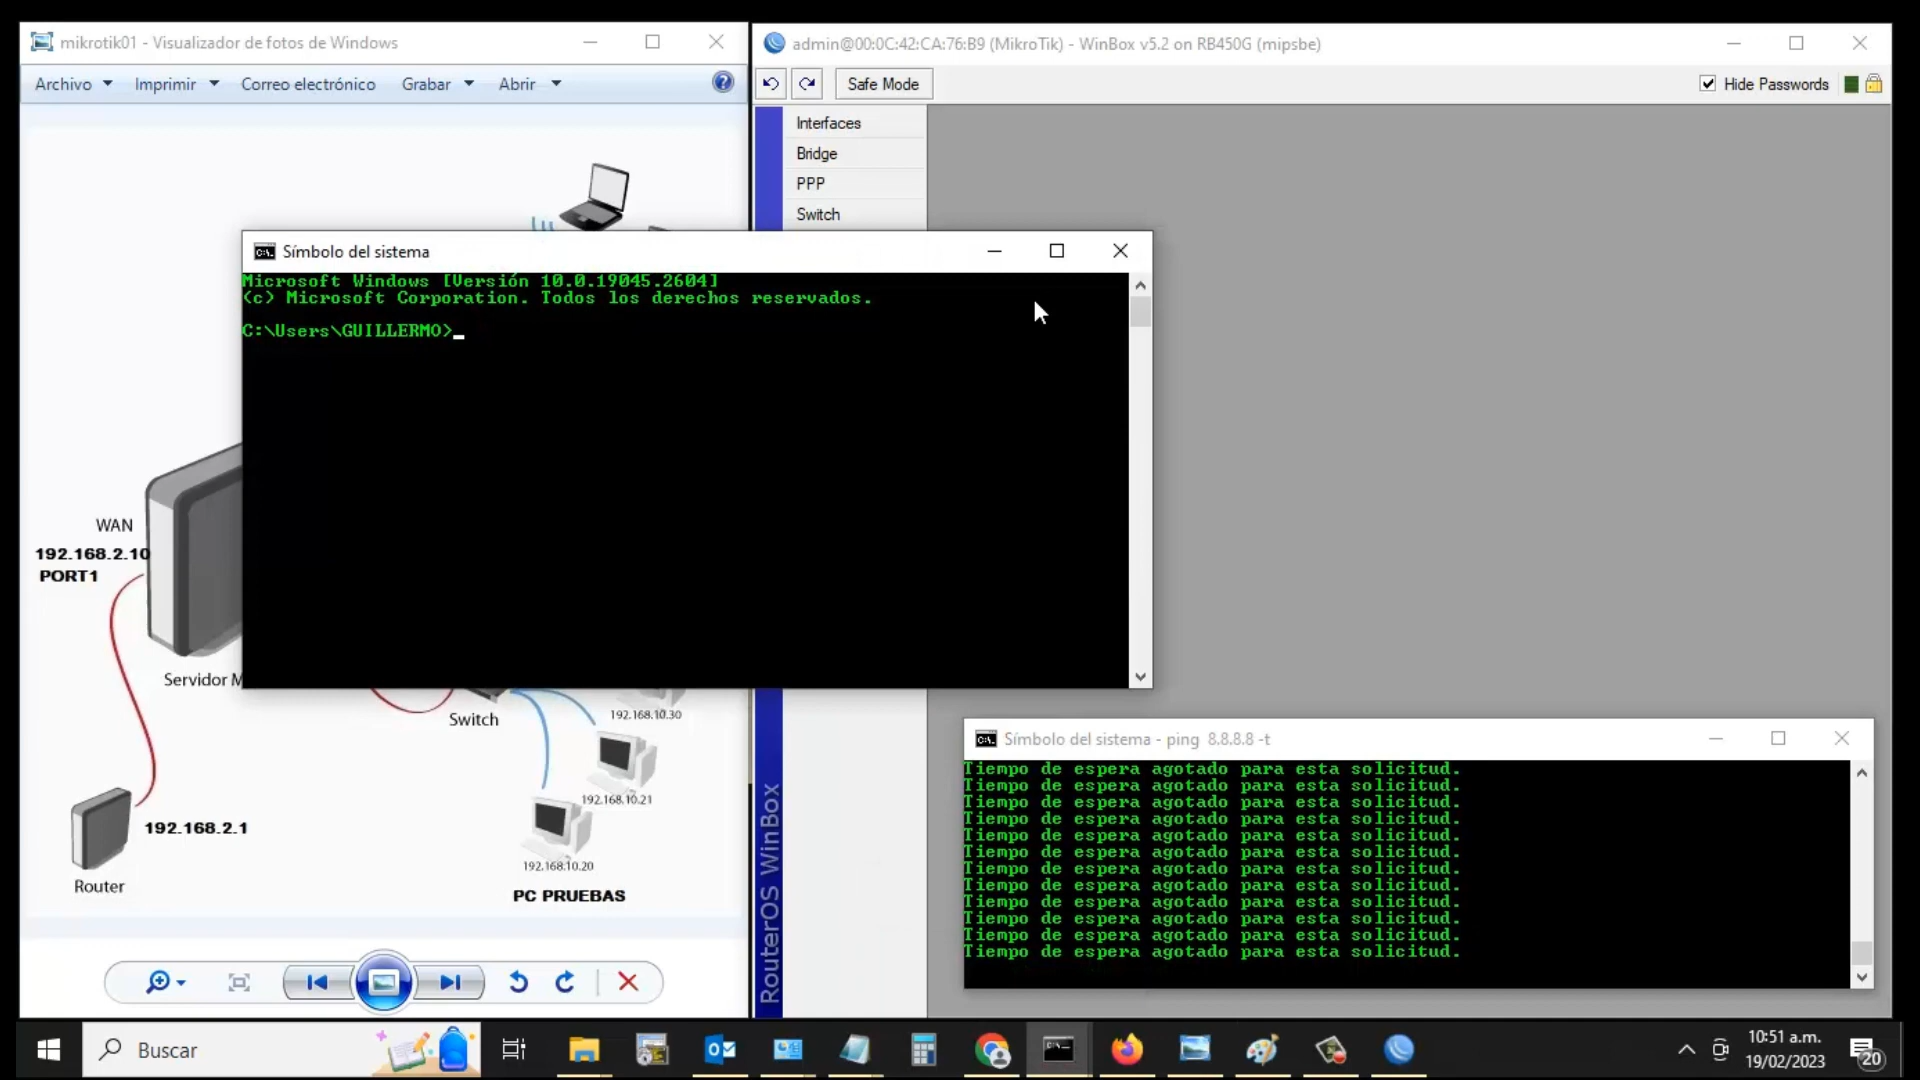 mikrotik01 - Visualizador de fotos de Windows
Archivo
Imprimir
Correo electrónico
Grabar
Abrir
admin@00:0C:42:CA:76:B9 (MikroTik) - WinBox v5.2 on RB450G (mipsbe)
Safe Mode
Hide Passwords
Interfaces
Bridge
PPP
Switch
Símbolo del sistema
Microsoft Windows [Versión 10.0.19045.2604]
(c) Microsoft Corporation. Todos los derechos reservados.
C:\Users\GUILLERMO>
WAN
192.168.2.10
PORT1
Servidor M
Switch
192.168.10.30
192.168.10.21
192.168.10.20
PC PRUEBAS
192.168.2.1
Router
RouterOS WinBox
Símbolo del sistema - ping 8.8.8.8 -t
Tiempo de espera agotado para esta solicitud.
Tiempo de espera agotado para esta solicitud.
Tiempo de espera agotado para esta solicitud.
Tiempo de espera agotado para esta solicitud.
Tiempo de espera agotado para esta solicitud.
Tiempo de espera agotado para esta solicitud.
Tiempo de espera agotado para esta solicitud.
Tiempo de espera agotado para esta solicitud.
Tiempo de espera agotado para esta solicitud.
Tiempo de espera agotado para esta solicitud.
Tiempo de espera agotado para esta solicitud.
Tiempo de espera agotado para esta solicitud.
Buscar
10:51 a.m.
19/02/2023
20